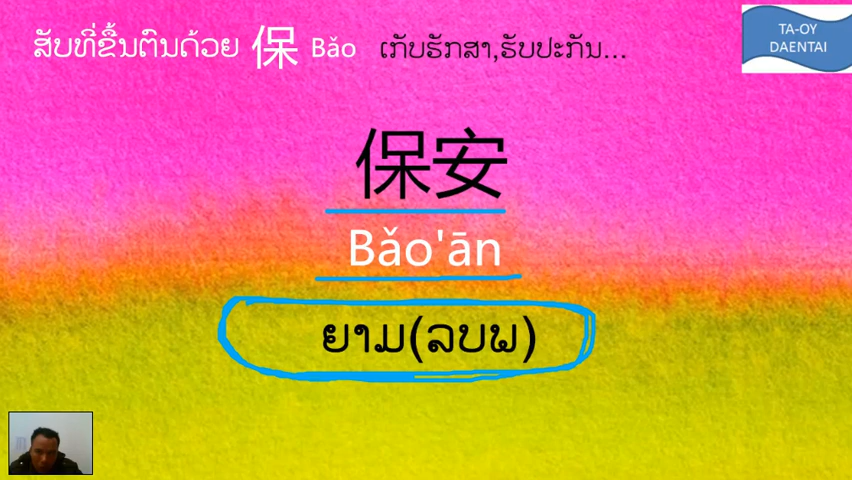 ສັບທີ່ຂື້ນຕົນດ້ວຍ 保 Bǎo ເກັບຮັກສາ,ຮັບປະກັນ...
TA-OY
DAENTAI
保安
Bǎo'ān
ຍາມ(ລບພ)